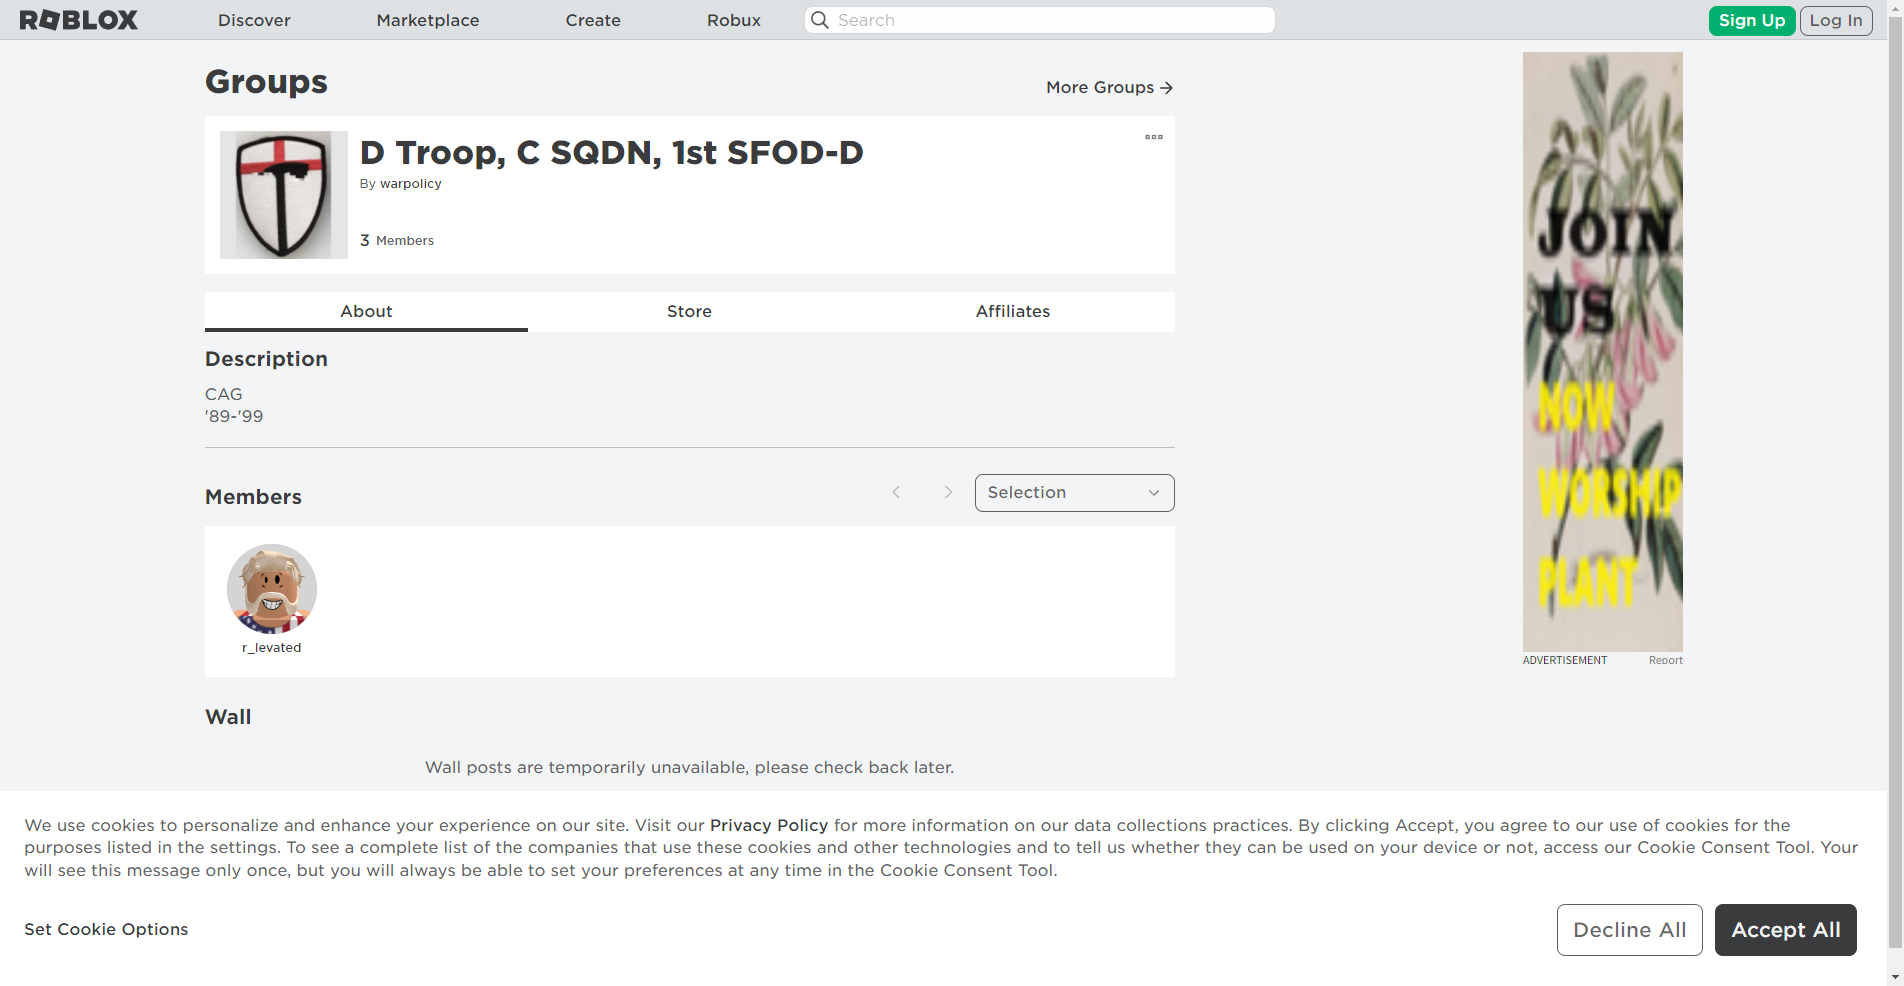 ROBLOX
Discover
Marketplace
Create
Robux
Search
Sign Up
Log In
Groups
More Groups
D Troop, C SQDN, 1st SFOD-D
By warpolicy
3 Members
About
Store
Affiliates
Description
CAG
'89-'99
Members
Selection
r_levated
Wall
Wall posts are temporarily unavailable, please check back later.
JOIN
US
NOW
WORSHIP
PLANT
ADVERTISEMENT
Report
We use cookies to personalize and enhance your experience on our site. Visit our Privacy Policy for more information on our data collections practices. By clicking Accept, you agree to our use of cookies for the
purposes listed in the settings. To see a complete list of the companies that use these cookies and other technologies and to tell us whether they can be used on your device or not, access our Cookie Consent Tool. Your
will see this message only once, but you will always be able to set your preferences at any time in the Cookie Consent Tool.
Set Cookie Options
Decline All
Accept All